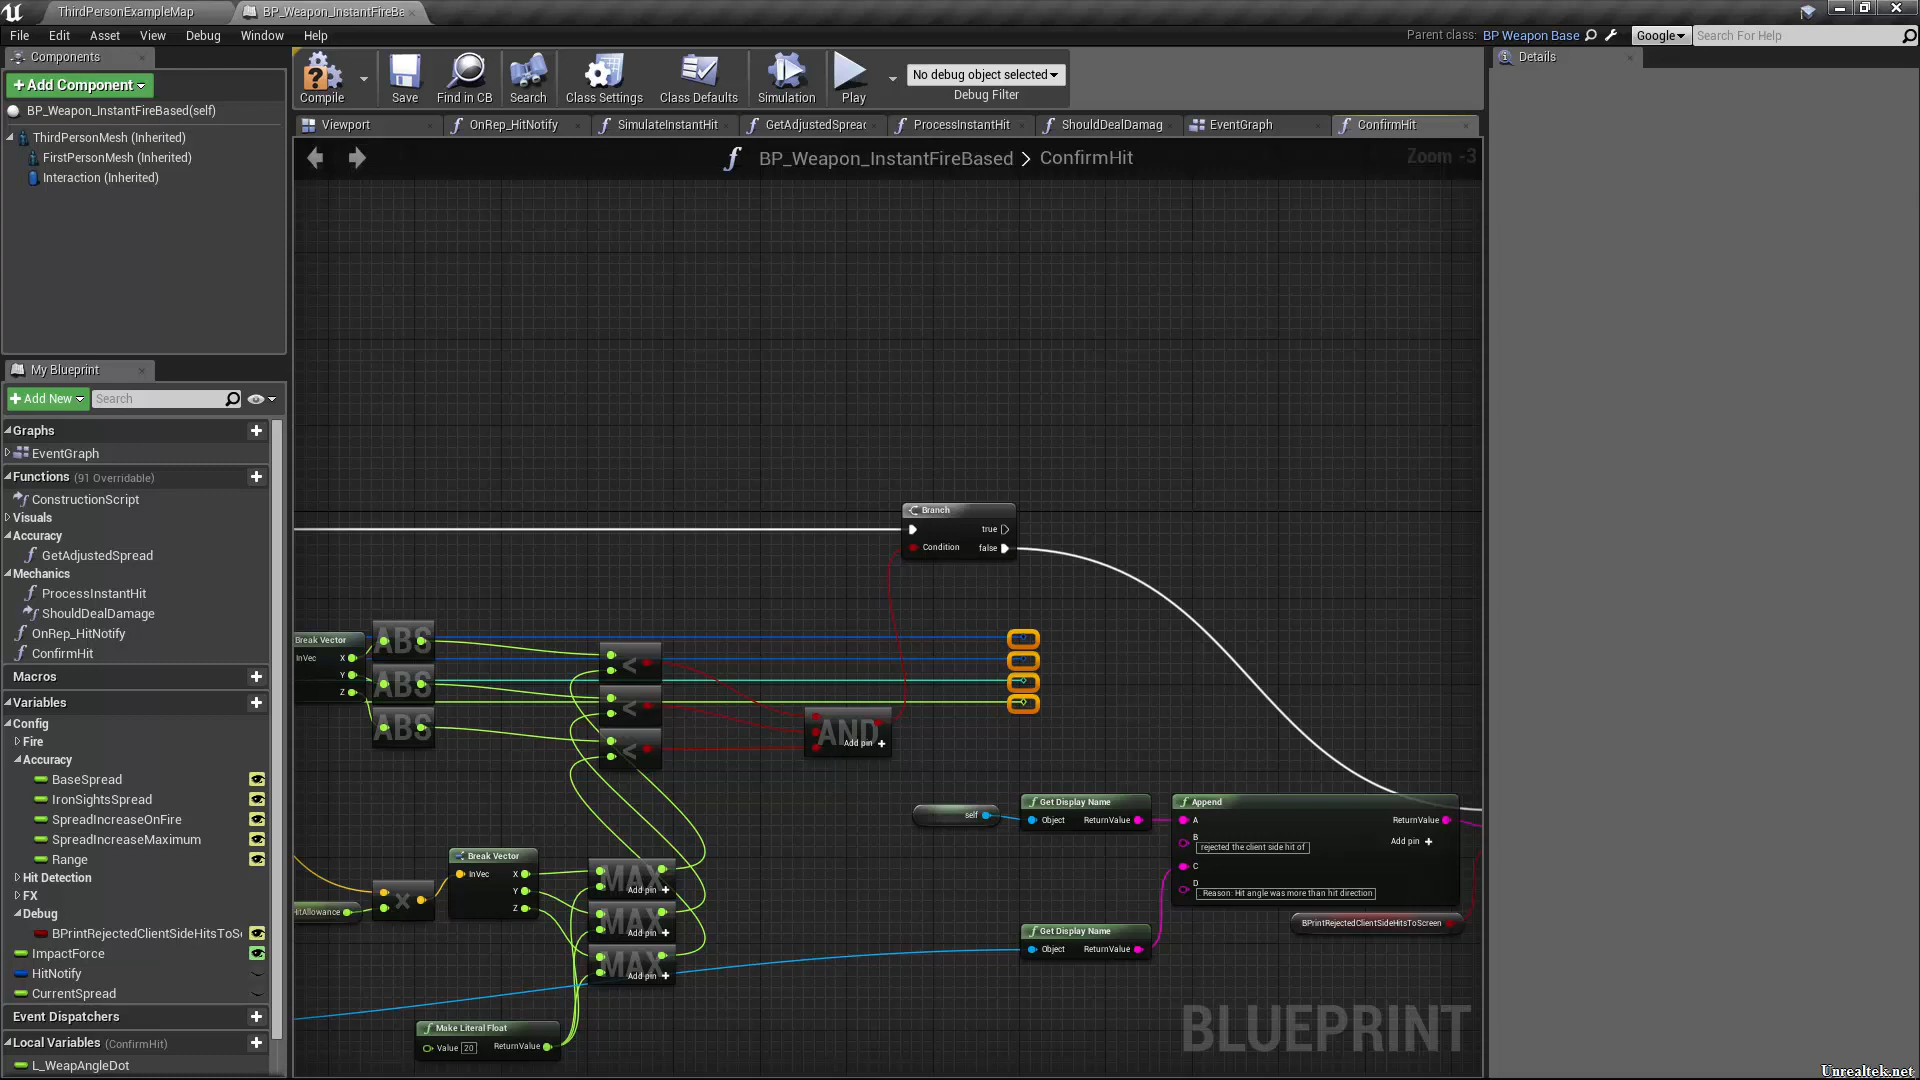 ThirdPersonExampleMap
BP_Weapon_InstantFireBa
File Edit Asset View Debug Window Help
Parent class: BP Weapon Base
Google
Search For Help
Components
Add Component
BP_Weapon_InstantFireBased(self)
ThirdPersonMesh (Inherited)
FirstPersonMesh (Inherited)
Interaction (Inherited)
Compile
Save
Find in CB
Search
Class Settings
Class Defaults
Simulation
Play
No debug object selected
Debug Filter
Details
Viewport
OnRep_HitNotify
SimulateInstantHit
GetAdjustedSpread
ProcessInstantHit
ShouldDealDamag
EventGraph
ConfirmHit
BP_Weapon_InstantFireBased > ConfirmHit
Zoom -3
My Blueprint
Add New
Search
Graphs
EventGraph
Functions (91 Overridable)
ConstructionScript
Visuals
Accuracy
GetAdjustedSpread
Mechanics
ProcessInstantHit
ShouldDealDamage
OnRep_HitNotify
ConfirmHit
Macros
Variables
Config
Fire
Accuracy
BaseSpread
IronSightsSpread
SpreadIncreaseOnFire
SpreadIncreaseMaximum
Range
Hit Detection
FX
Debug
BPrintRejectedClientSideHitsToS
ImpactForce
HitNotify
CurrentSpread
Event Dispatchers
Local Variables (ConfirmHit)
L_WeapAngleDot
Branch
true
Condition false
Break Vector
InVec X
Y
Z
ABS
ABS
ABS
<
<
<
AND
Add pin +
self
Get Display Name
Object ReturnValue
Append
A ReturnValue
B Add pin +
rejected the client side hit of
C
D
Reason: Hit angle was more than hit direction
BPrintRejectedClientSideHitsToScreen
Get Display Name
Object ReturnValue
Break Vector
InVec X
Y
Z
HitAllowance
×
MAX
Add pin +
MAX
Add pin +
MAX
Add pin +
Make Literal Float
Value 20 ReturnValue
BLUEPRINT
Unrealtek.net